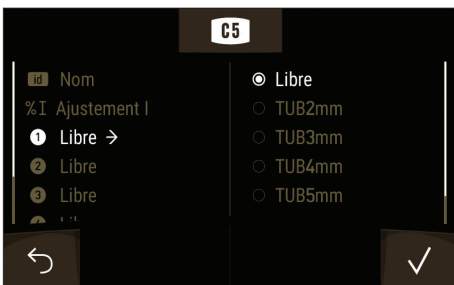 C5
id Nom
%I Ajustement I
1 Libre →
2 Libre
3 Libre
Libre
TUB2mm
TUB3mm
TUB4mm
TUB5mm